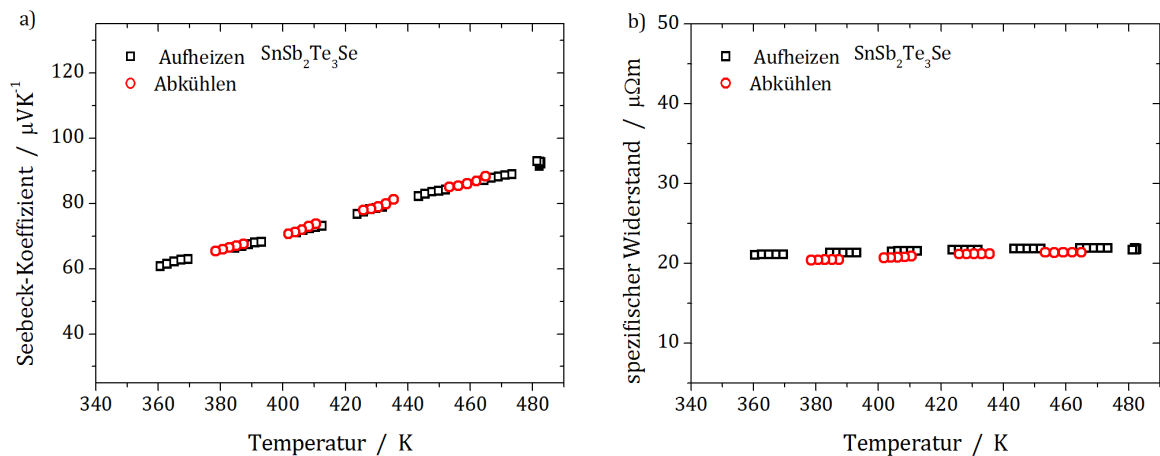 a)
Seebeck-Koeffizient / μVK⁻¹
120
100
80
60
40
340 360 380 400 420 440 460 480
Temperatur / K
Aufheizen SnSb₂Te₃Se
Abkühlen
b)
spezifischer Widerstand / μΩm
50
40
30
20
10
340 360 380 400 420 440 460 480
Temperatur / K
Aufheizen SnSb₂Te₃Se
Abkühlen